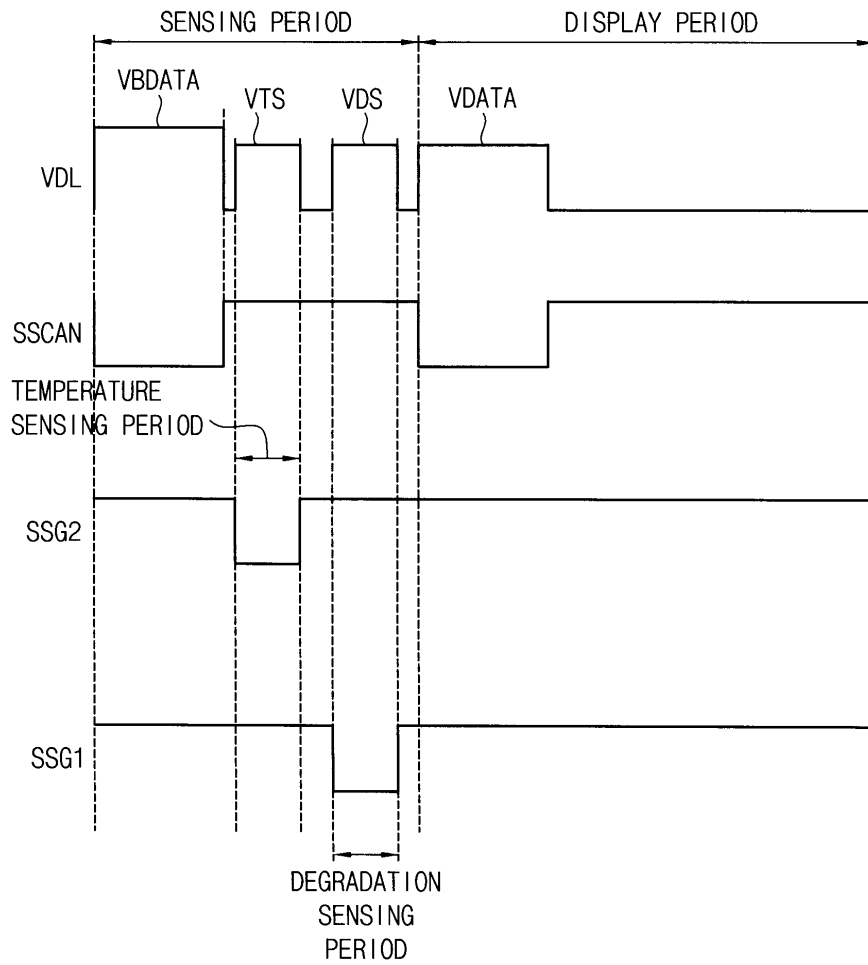 SENSING PERIOD
DISPLAY PERIOD
VBDATA
VTS
VDS
VDATA
VDL
SSCAN
TEMPERATURE
SENSING PERIOD
SSG2
SSG1
DEGRADATION
SENSING
PERIOD